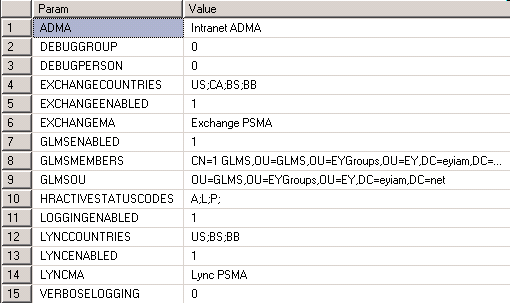 Param Value
1 ADMA Intranet ADMA
2 DEBUGGROUP 0
3 DEBUGPERSON 0
4 EXCHANGECOUNTRIES US;CA;BS;BB
5 EXCHANGEENABLED 1
6 EXCHANGEMA Exchange PSMA
7 GLMSENABLED 1
8 GLMSMEMBERS CN=1 GLMS,OU=GLMS,OU=EYGroups,OU=EY,DC=eyiam,DC=...
9 GLMSOU OU=GLMS,OU=EYGroups,OU=EY,DC=eyiam,DC=net
10 HRACTIVESTATUSCODES A;L;P;
11 LOGGINGENABLED 1
12 LYNCCOUNTRIES US;BS;BB
13 LYNCENABLED 1
14 LYNCMA Lync PSMA
15 VERBOSELOGGING 0